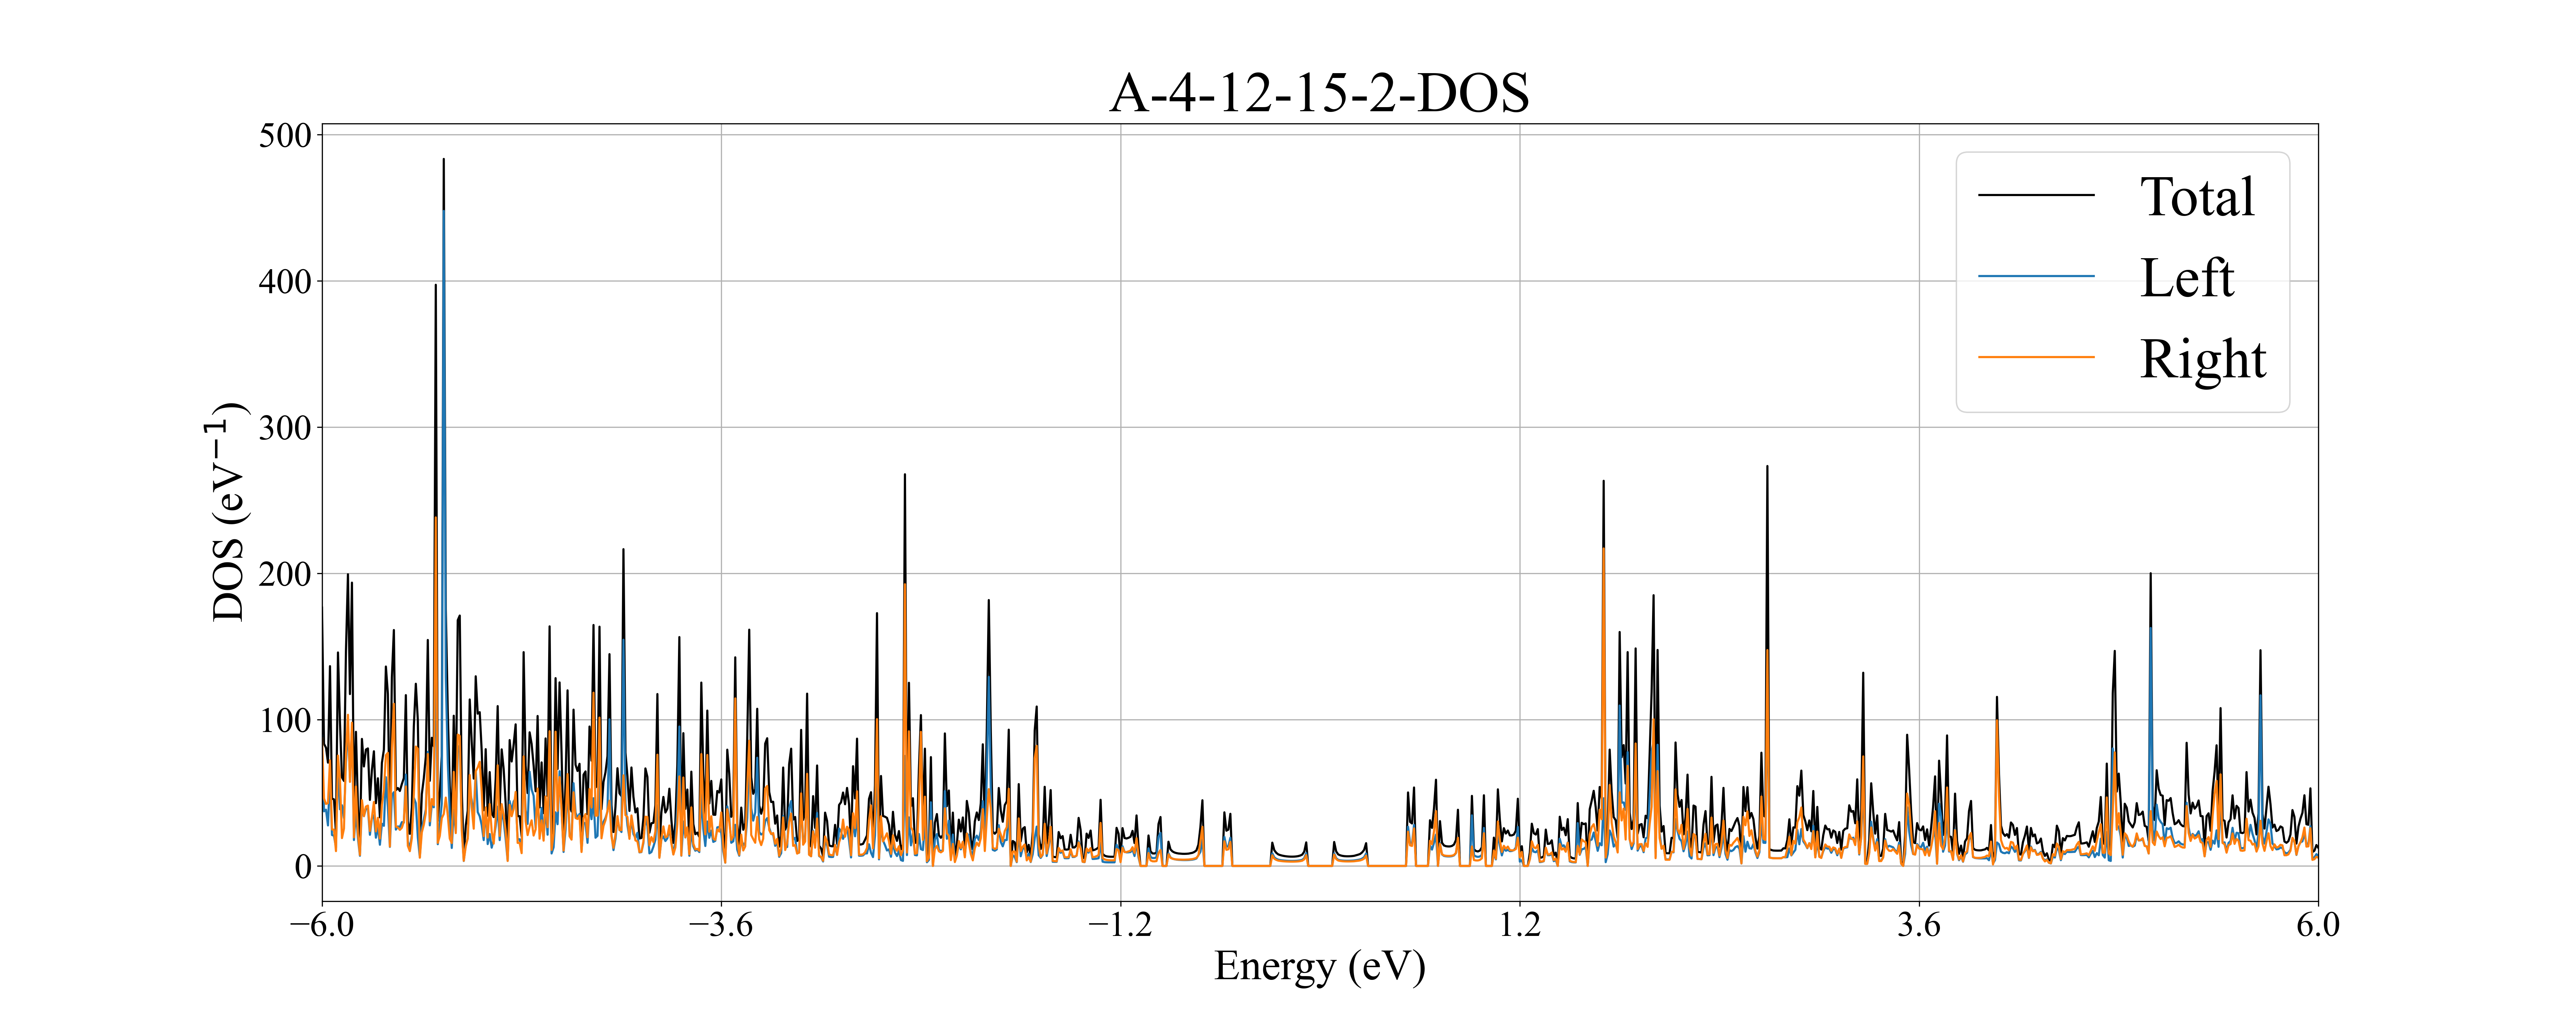 A-4-12-15-2-DOS
500
400
300
200
100
0
DOS (eV⁻¹)
Total
Left
Right
−6.0 −3.6 −1.2 1.2 3.6 6.0
Energy (eV)